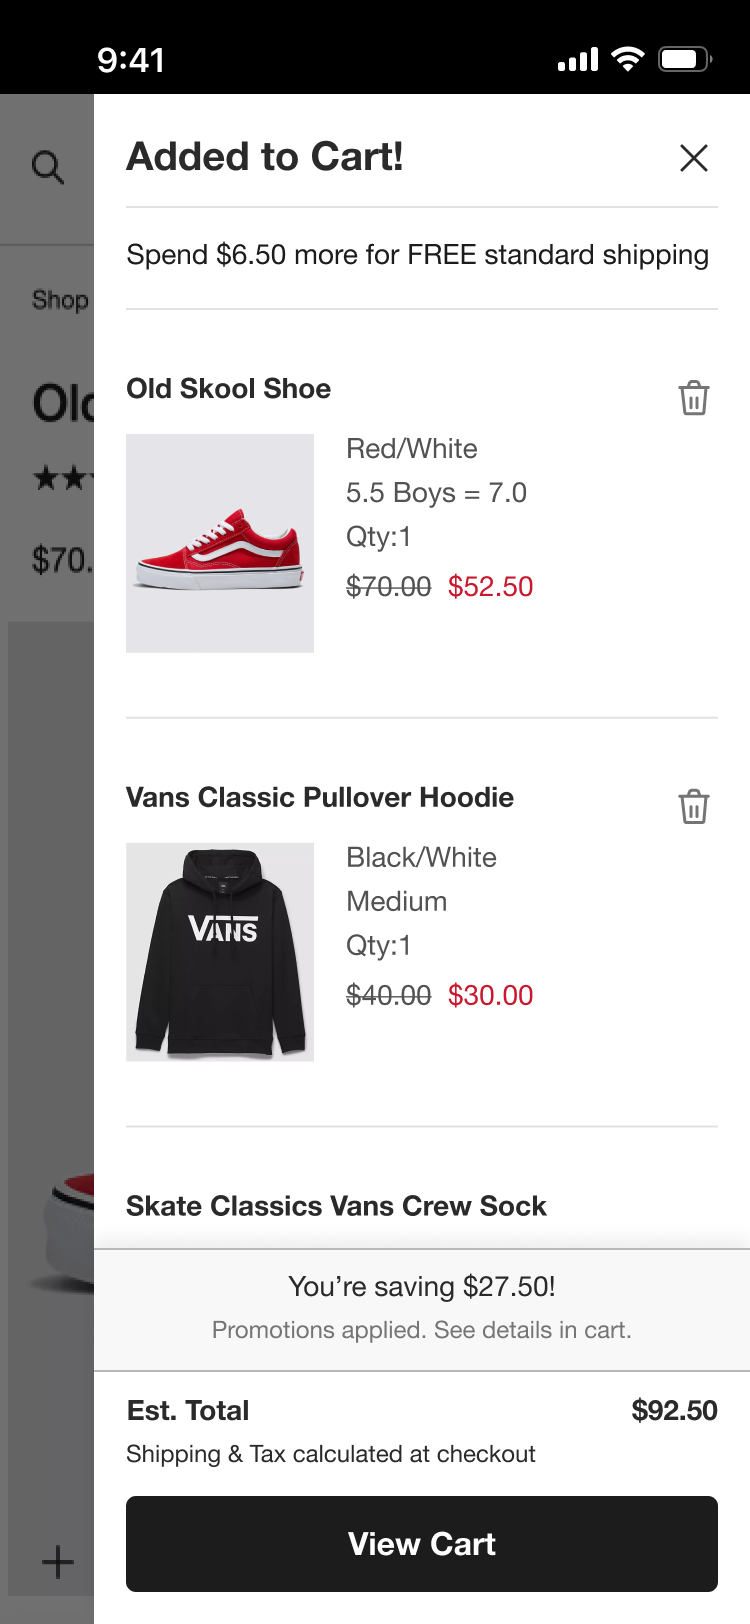 9:41
Added to Cart!
Spend $6.50 more for FREE standard shipping
Shop
Old Skool Shoe
Red/White
5.5 Boys = 7.0
Qty:1
$70.00 $52.50
$70.
Vans Classic Pullover Hoodie
Black/White
Medium
Qty:1
$40.00 $30.00
VANS
Skate Classics Vans Crew Sock
You’re saving $27.50!
Promotions applied. See details in cart.
Est. Total $92.50
Shipping & Tax calculated at checkout
View Cart